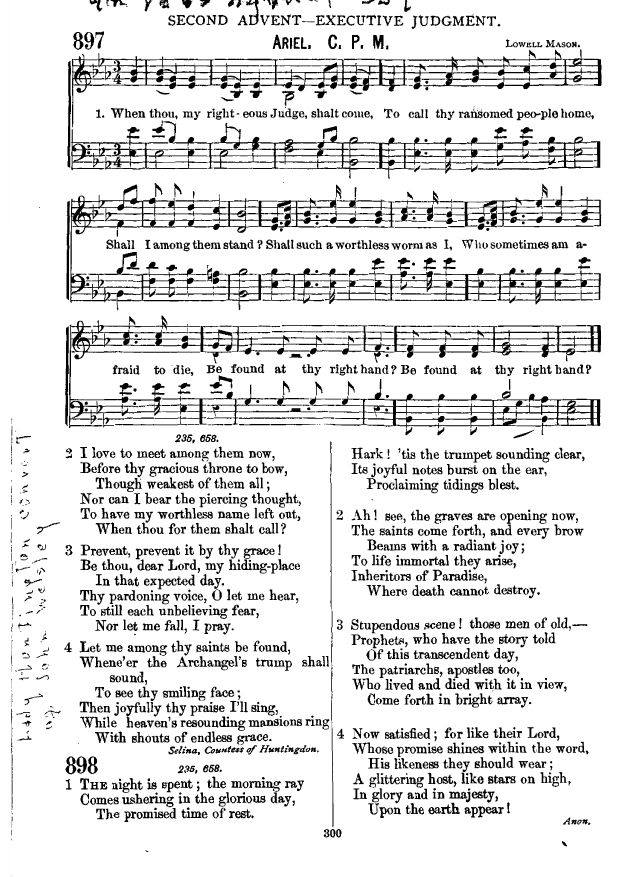 SECOND ADVENT—EXECUTIVE JUDGMENT.
897
ARIEL. C. P. M.
LOWELL MASON.
1. When thou, my right-eous Judge, shalt come, To call thy ransomed peo-ple home,
Shall I among them stand? Shall such a worthless worm as I, Who sometimes am a-
fraid to die, Be found at thy right hand? Be found at thy right hand?
235, 658.
2 I love to meet among them now,
Before thy gracious throne to bow,
Though weakest of them all;
Nor can I bear the piercing thought,
To have my worthless name left out,
When thou for them shalt call?
3 Prevent, prevent it by thy grace!
Be thou, dear Lord, my hiding-place
In that expected day.
Thy pardoning voice, O let me hear,
To still each unbelieving fear,
Nor let me fall, I pray.
4 Let me among thy saints be found,
Whene'er the Archangel's trump shall
sound,
To see thy smiling face;
Then joyfully thy praise I'll sing,
While heaven's resounding mansions ring
With shouts of endless grace.
Selina, Countess of Huntingdon.
898
235, 658.
1 THE night is spent; the morning ray
Comes ushering in the glorious day,
The promised time of rest.
Hark! 'tis the trumpet sounding clear,
Its joyful notes burst on the ear,
Proclaiming tidings blest.
2 Ah! see, the graves are opening now,
The saints come forth, and every brow
Beams with a radiant joy;
To life immortal they arise,
Inheritors of Paradise,
Where death cannot destroy.
3 Stupendous scene! those men of old,—
Prophets, who have the story told
Of this transcendent day,
The patriarchs, apostles too,
Who lived and died with it in view,
Come forth in bright array.
4 Now satisfied; for like their Lord,
Whose promise shines within the word,
His likeness they should wear;
A glittering host, like stars on high,
In glory and in majesty,
Upon the earth appear!
Anon.
300